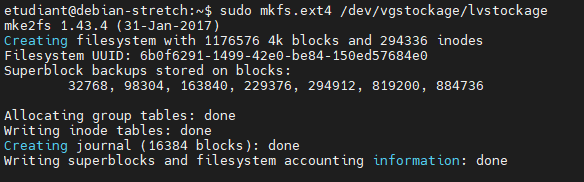 etudiant@debian-stretch:~$ sudo mkfs.ext4 /dev/vgstockage/lvstockage
mke2fs 1.43.4 (31-Jan-2017)
Creating filesystem with 1176576 4k blocks and 294336 inodes
Filesystem UUID: 6b0f6291-1499-42e0-be84-150ed57684e0
Superblock backups stored on blocks:
        32768, 98304, 163840, 229376, 294912, 819200, 884736

Allocating group tables: done
Writing inode tables: done
Creating journal (16384 blocks): done
Writing superblocks and filesystem accounting information: done